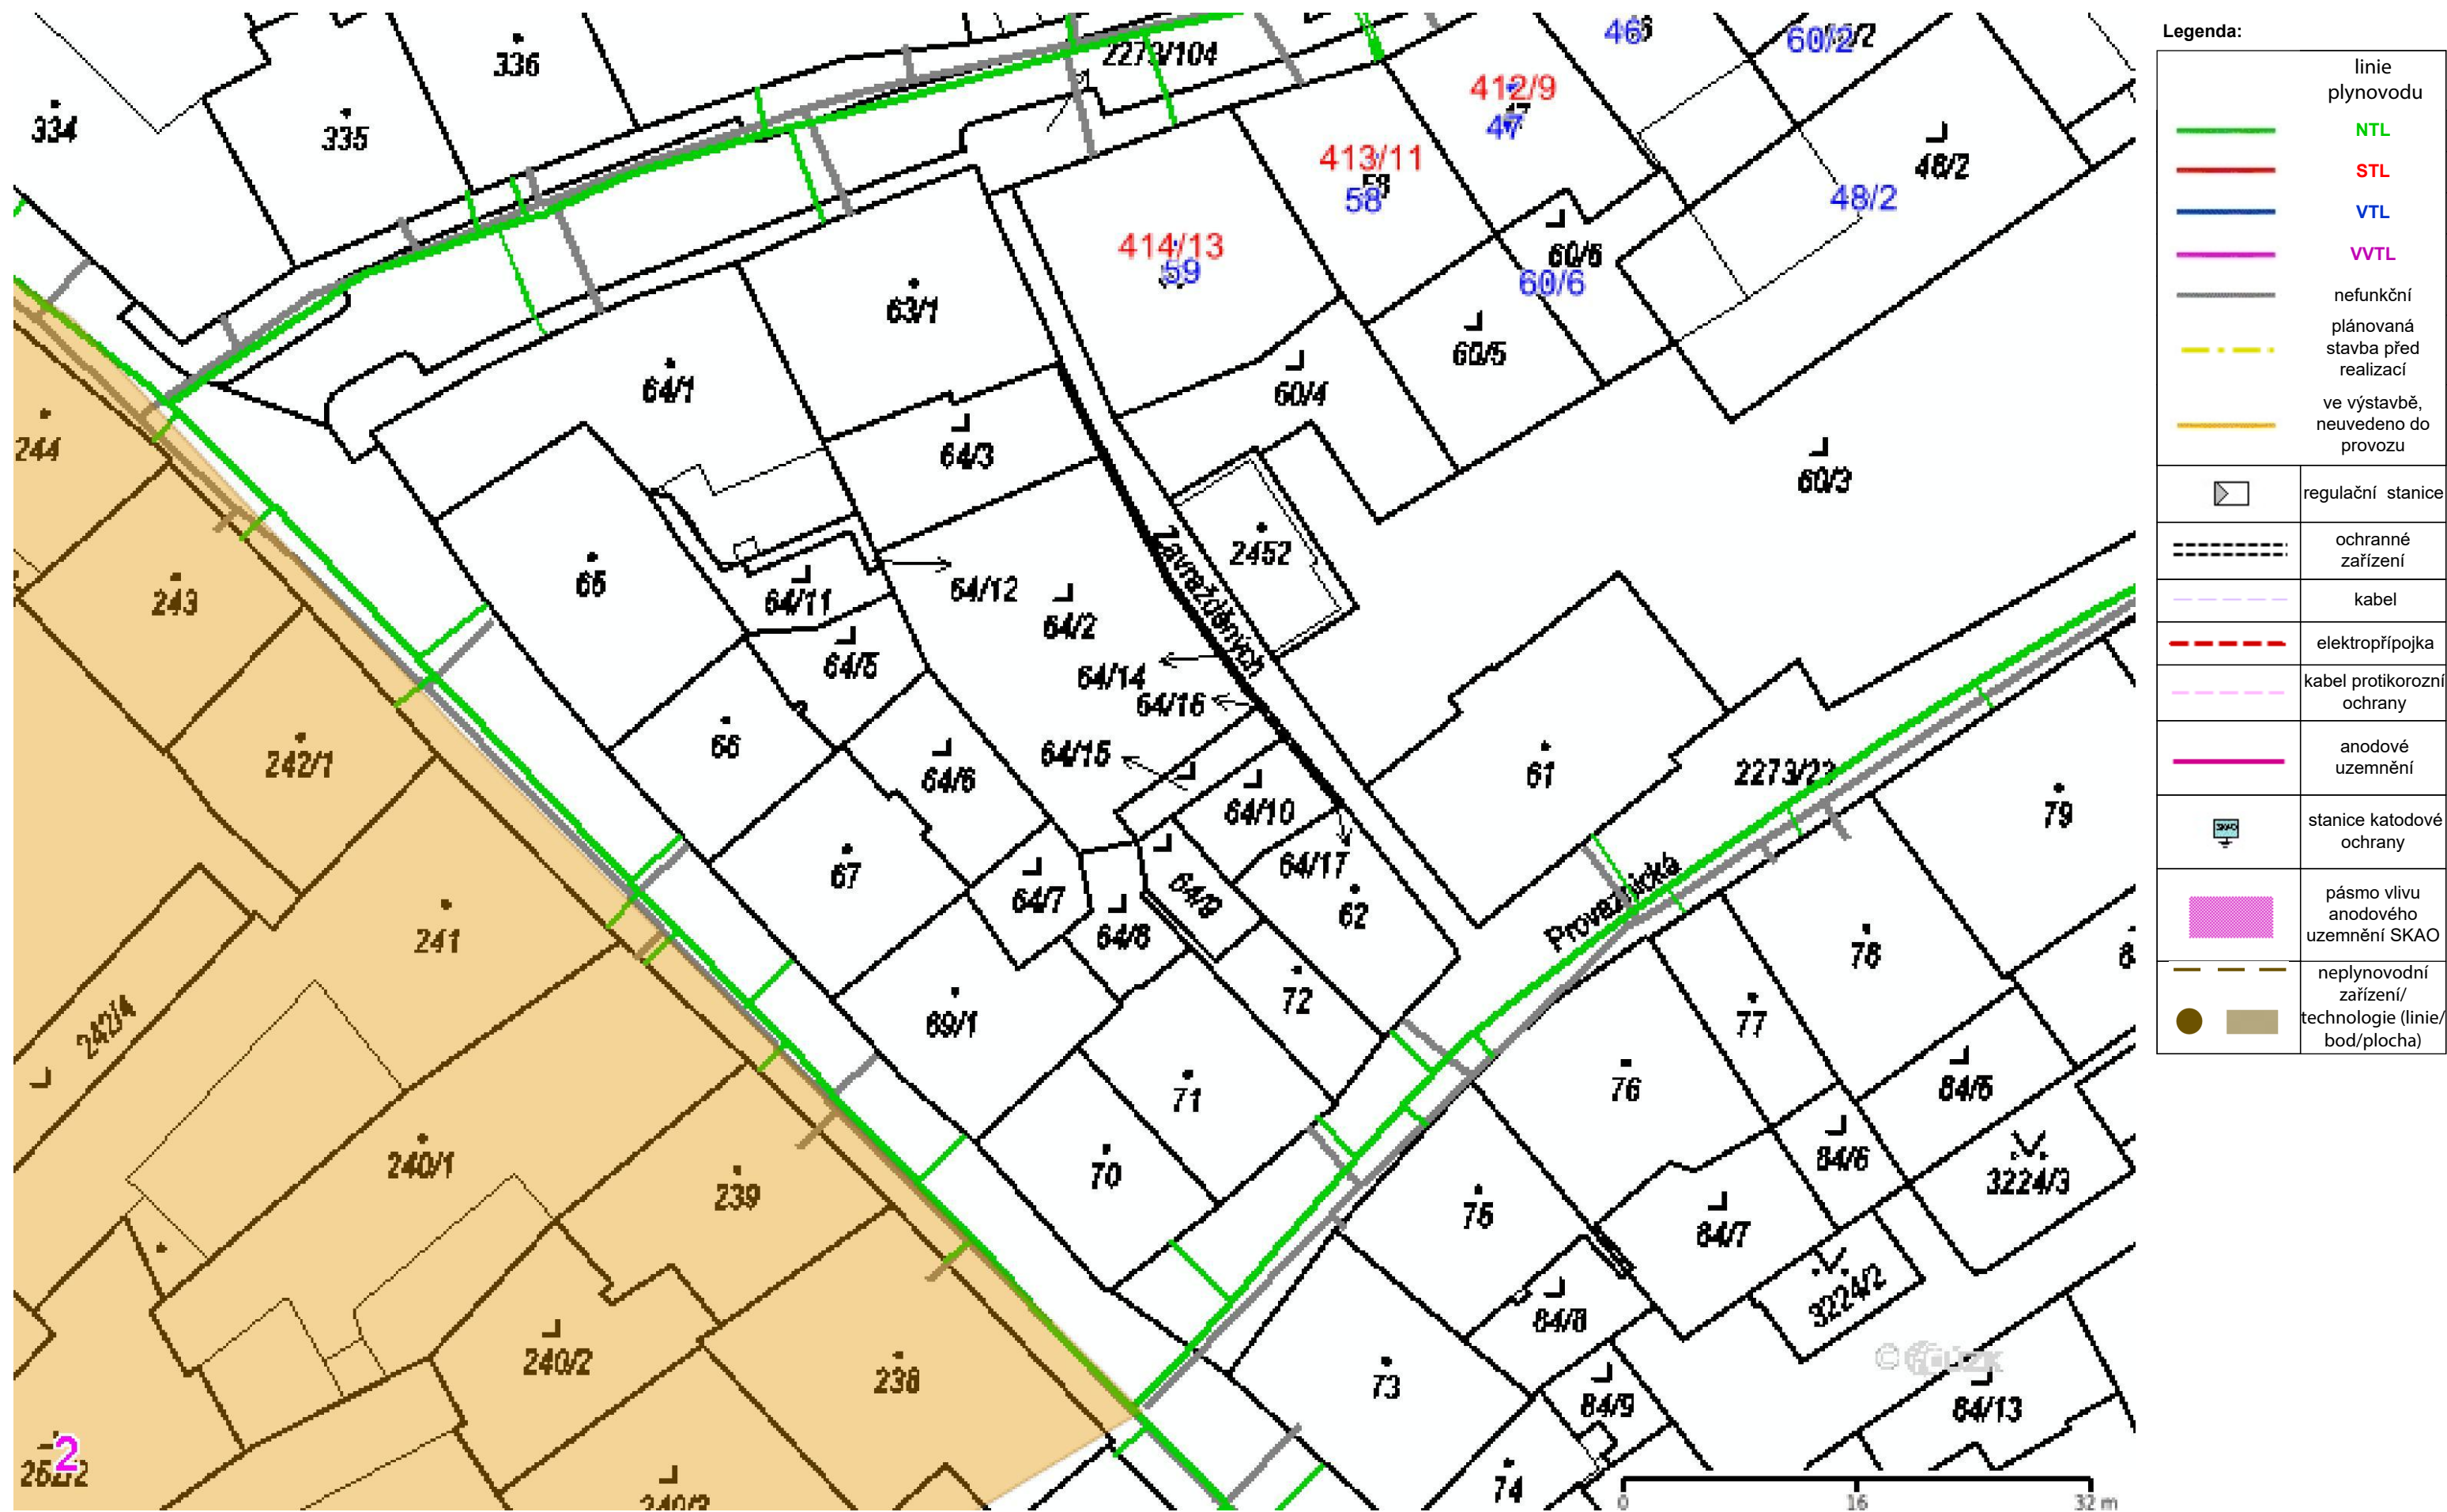 336
2273/104
46
60/2
334
335
412/9
47
413/11
58
48/2
48/2
414/13
59
60/6
60/6
63/1
64/1
60/5
60/4
64/3
60/3
244
243
65
64/11
64/12
64/2
64/5
Zavražděných
2452
64/14
64/16
242/1
66
64/6
64/15
64/10
61
2273/23
79
241
67
64/7
64/8
64/9
64/17
62
Provaznická
78
77
242/4
69/1
72
71
76
84/5
240/1
239
70
75
84/6
3224/3
84/7
3224/2
240/2
238
73
84/8
84/9
84/13
2
74
0 16 32 m
Legenda:
linie
plynovodu
NTL
STL
VTL
VVTL
nefunkční
plánovaná
stavba před
realizací
ve výstavbě,
neuvedeno do
provozu
regulační stanice
ochranné
zařízení
kabel
elektropřípojka
kabel protikorozní
ochrany
anodové
uzemnění
SKAO
stanice katodové
ochrany
pásmo vlivu
anodového
uzemnění SKAO
neplynovodní
zařízení/
technologie (linie/
bod/plocha)